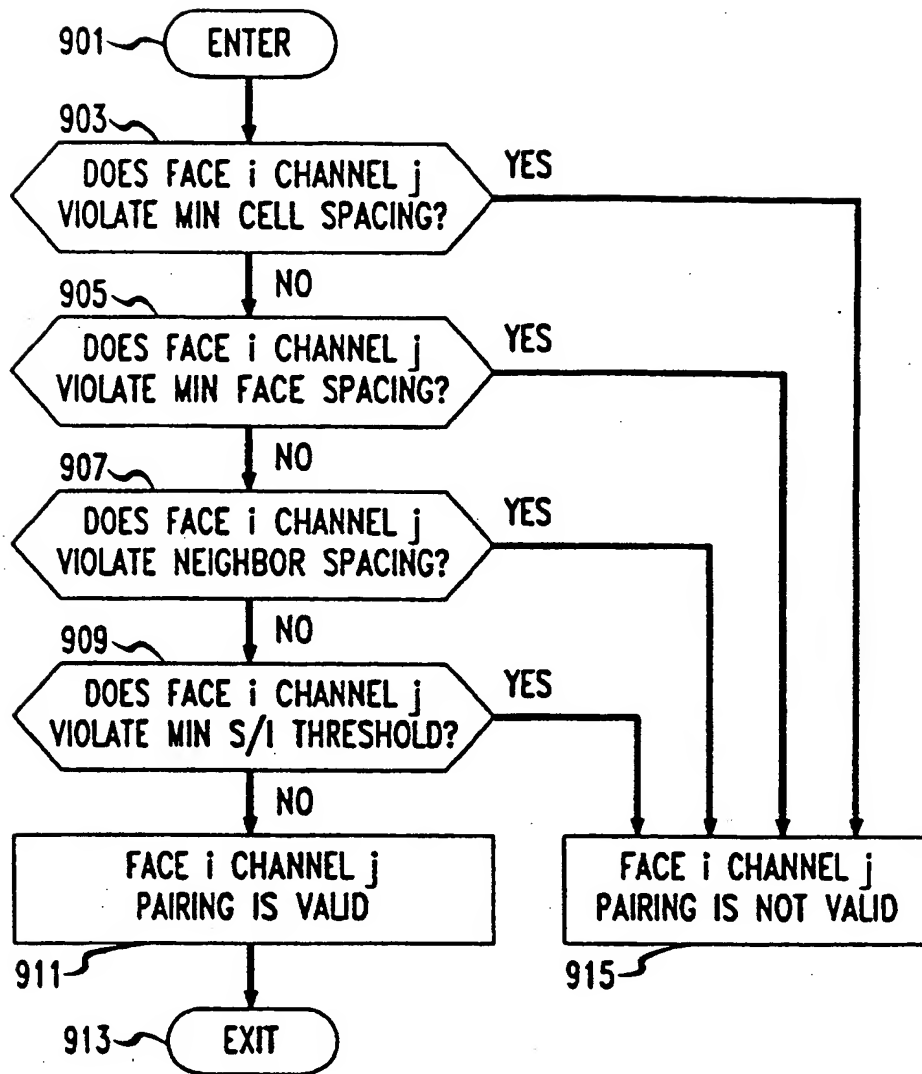 901
ENTER
903
DOES FACE i CHANNEL j
VIOLATE MIN CELL SPACING?
YES
NO
905
DOES FACE i CHANNEL j
VIOLATE MIN FACE SPACING?
YES
NO
907
DOES FACE i CHANNEL j
VIOLATE NEIGHBOR SPACING?
YES
NO
909
DOES FACE i CHANNEL j
VIOLATE MIN S/I THRESHOLD?
YES
NO
FACE i CHANNEL j
PAIRING IS VALID
911
FACE i CHANNEL j
PAIRING IS NOT VALID
915
913
EXIT